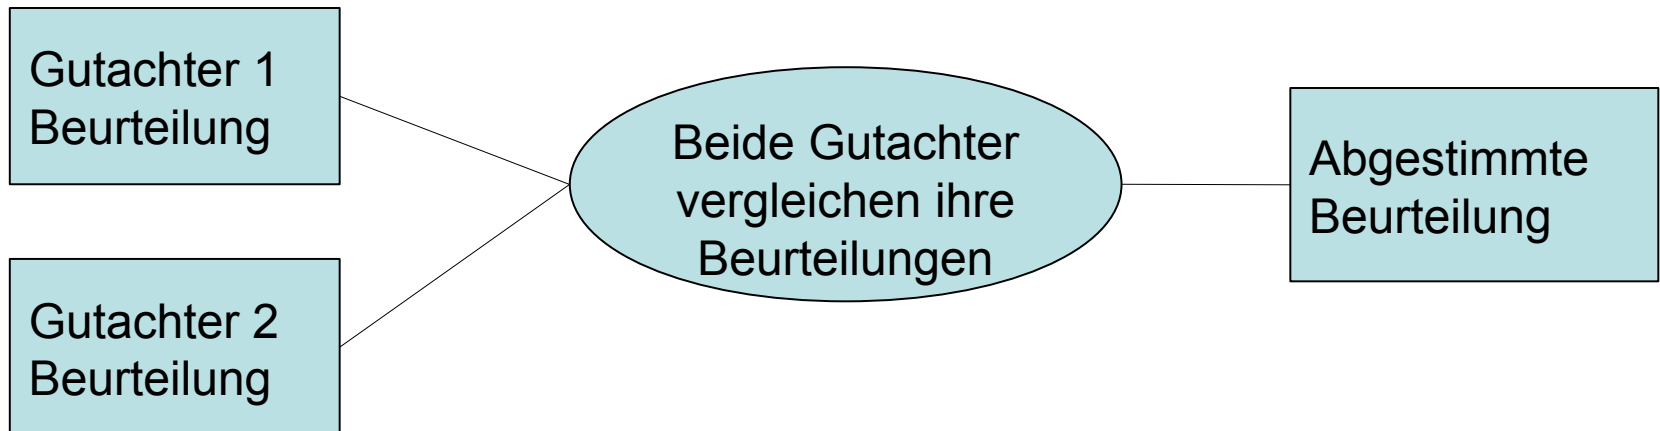 Gutachter 1
Beurteilung
Gutachter 2
Beurteilung
Beide Gutachter
vergleichen ihre
Beurteilungen
Abgestimmte
Beurteilung